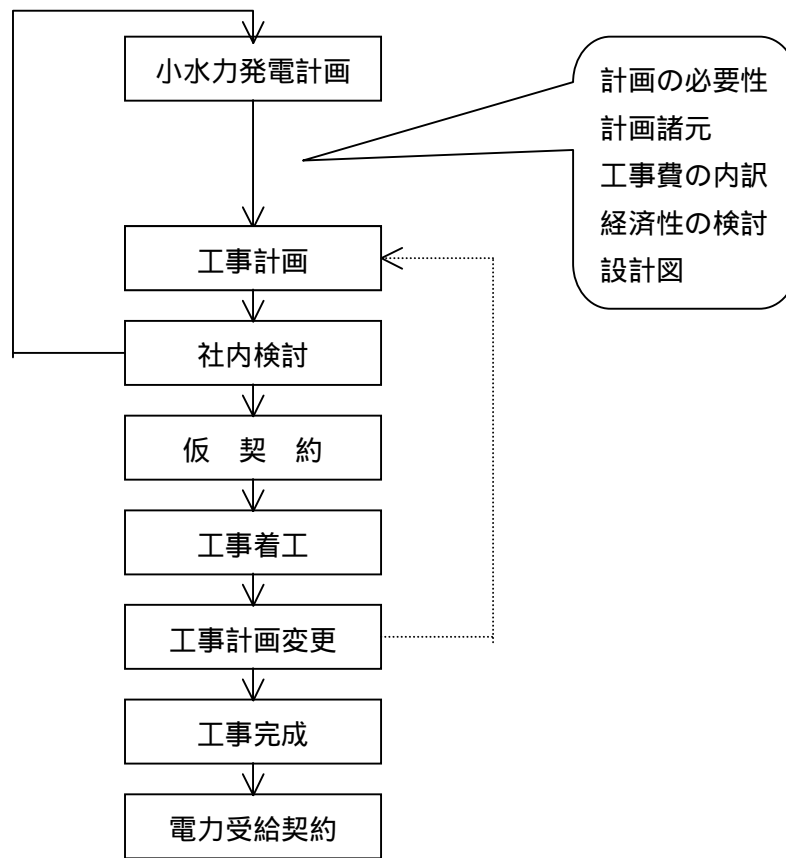 小水力発電計画
計画の必要性
計画諸元
工事費の内訳
経済性の検討
設計図
工事計画
社内検討
仮 契 約
工事着工
工事計画変更
工事完成
電力受給契約